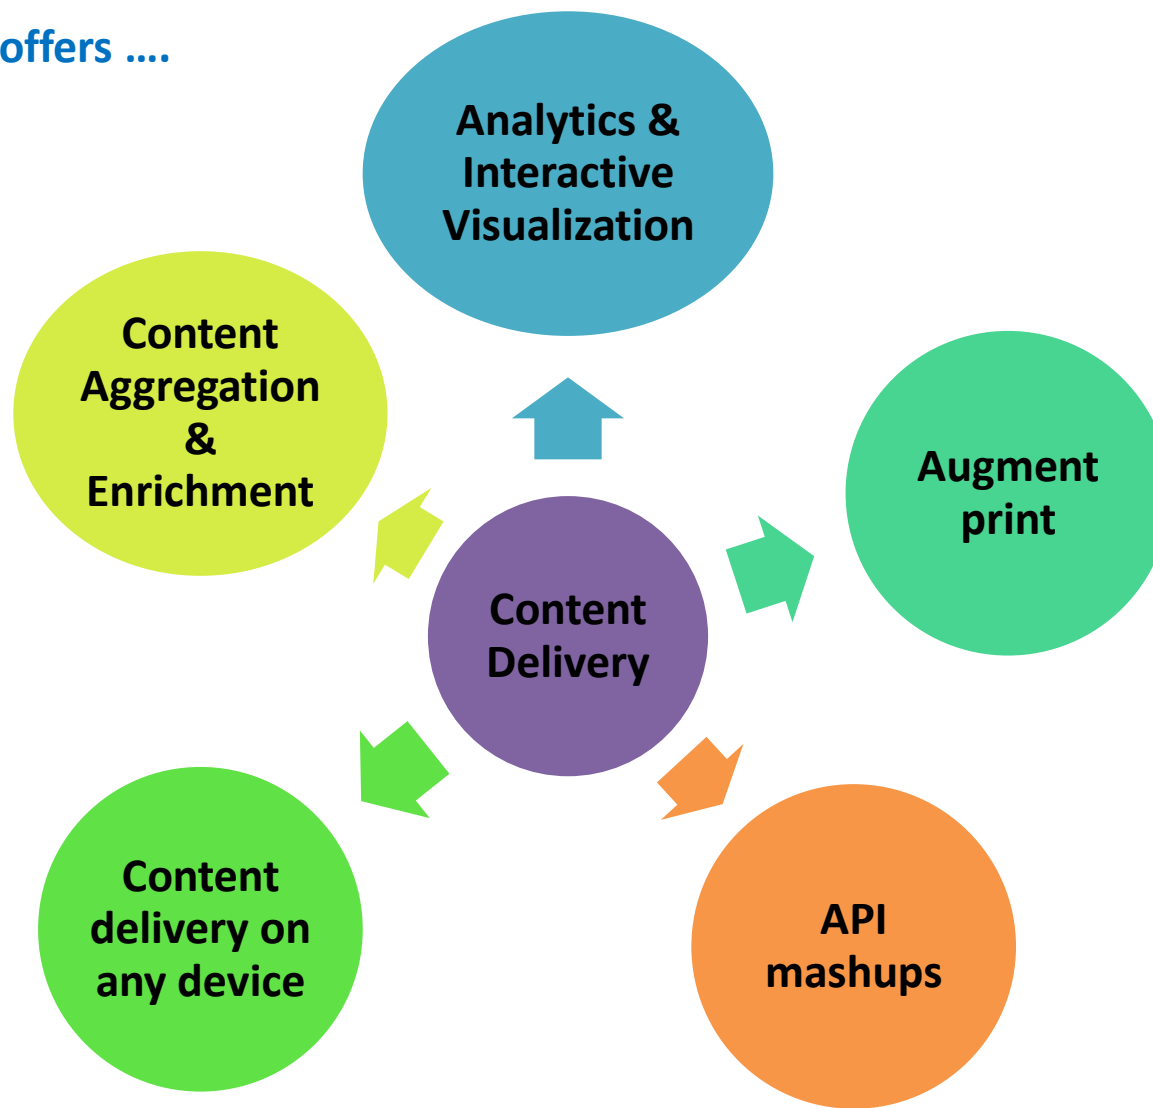 offers ....
Analytics &
Interactive
Visualization
Content
Aggregation
&
Enrichment
Augment
print
Content
Delivery
Content
delivery on
any device
API
mashups